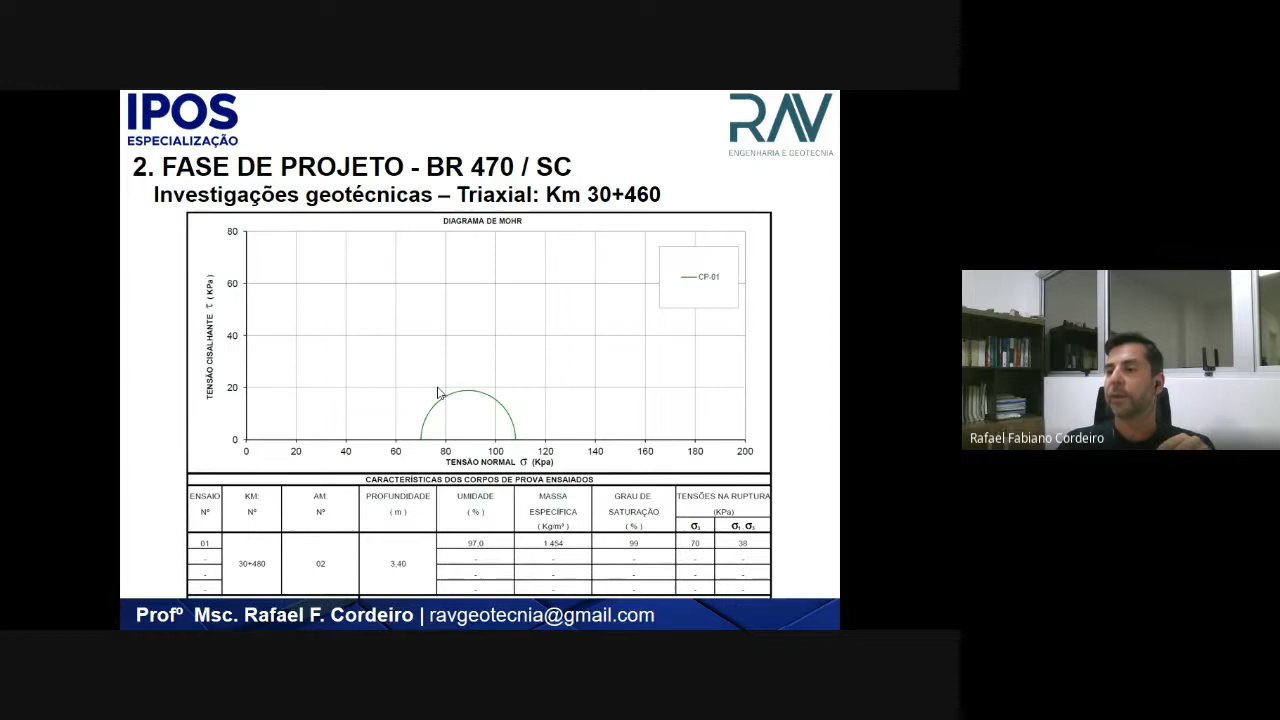 IPOS
ESPECIALIZAÇÃO
RAV
ENGENHARIA E GEOTECNIA
2. FASE DE PROJETO - BR 470 / SC
Investigações geotécnicas – Triaxial: Km 30+460
DIAGRAMA DE MOHR
80
60
40
20
0
TENSÃO CISALHANTE τ ( KPa )
CP-01
0 20 40 60 80 100 120 140 160 180 200
TENSÃO NORMAL σ (Kpa)
CARACTERÍSTICAS DOS CORPOS DE PROVA ENSAIADOS
ENSAIO KM: AM: PROFUNDIDADE UMIDADE MASSA GRAU DE TENSÕES NA RUPTURA
Nº Nº Nº ( m ) ( % ) ESPECÍFICA SATURAÇÃO (KPa)
( Kg/m³ ) ( % ) σ₃ σ₁.σ₃
01 97,0 1.454 99 70 38
- - - - - -
30+480 02 3,40
- - - - - -
- - - - - -
Profº Msc. Rafael F. Cordeiro | ravgeotecnia@gmail.com
Rafael Fabiano Cordeiro